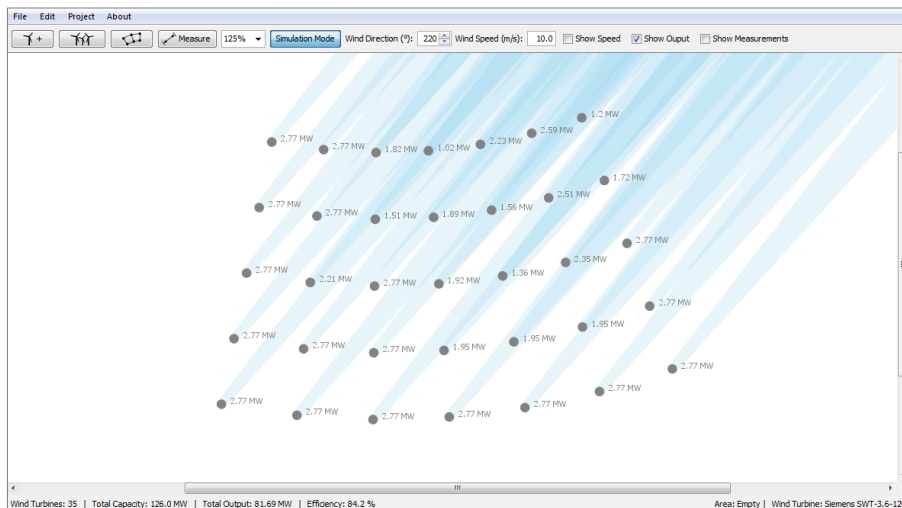 File Edit Project About
+ Measure 125% Simulation Mode Wind Direction (º): 220 Wind Speed (m/s): 10.0 Show Speed Show Ouput Show Measurements
1.2 MW
2.59 MW
2.77 MW 2.77 MW 1.82 MW 1.02 MW 2.23 MW
1.72 MW
2.51 MW
2.77 MW 2.77 MW 1.51 MW 1.89 MW 1.56 MW
2.77 MW
2.35 MW
2.77 MW 2.21 MW 2.77 MW 1.92 MW 1.36 MW
2.77 MW
1.95 MW
2.77 MW 2.77 MW 2.77 MW 1.95 MW 1.95 MW
2.77 MW
2.77 MW
2.77 MW 2.77 MW 2.77 MW 2.77 MW 2.77 MW
Wind Turbines: 35 | Total Capacity: 126.0 MW | Total Output: 81.69 MW | Efficiency: 84.2 % Area: Empty | Wind Turbine: Siemens SWT-3.6-12